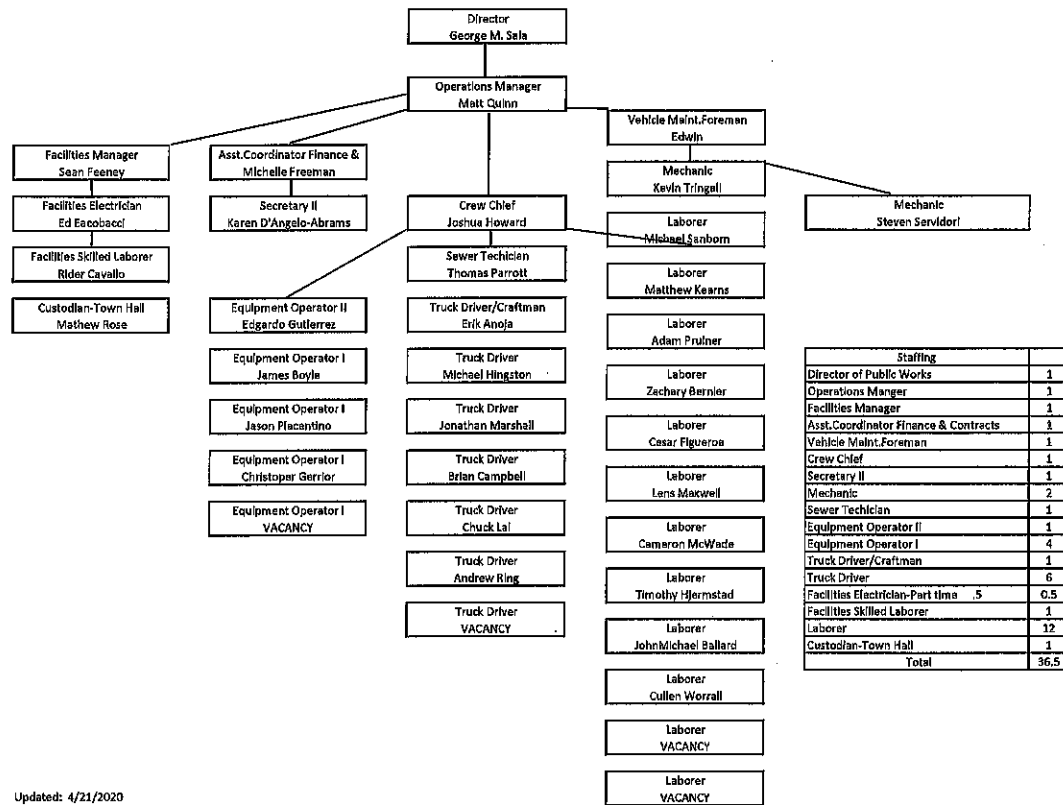 Director
George M. Sala
Operations Manager
Matt Quinn
Vehicle Maint.Foreman
Edwin
Facilities Manager
Sean Feeney
Asst.Coordinator Finance &
Michelle Freeman
Mechanic
Kevin Tringali
Facilities Electrician
Ed Eacobacci
Secretary II
Karen D'Angelo-Abrams
Crew Chief
Joshua Howard
Laborer
Michael Sanborn
Mechanic
Steven Servidori
Facilities Skilled Laborer
Rider Cavallo
Sewer Techician
Thomas Parrott
Laborer
Matthew Kearns
Custodian-Town Hall
Mathew Rose
Equipment Operator II
Edgardo Gutierrez
Truck Driver/Craftman
Erik Anoja
Laborer
Adam Pruiner
Equipment Operator I
James Boyle
Truck Driver
Michael Hingston
Laborer
Zachary Bernier
Equipment Operator I
Jason Placantino
Truck Driver
Jonathan Marshall
Laborer
Cesar Figueroa
Equipment Operator I
Christoper Gerrior
Truck Driver
Brian Campbell
Laborer
Lens Maxwell
Equipment Operator I
VACANCY
Truck Driver
Chuck Lai
Laborer
Cameron McWade
Truck Driver
Andrew Ring
Laborer
Timothy Hjermstad
Truck Driver
VACANCY
Laborer
JohnMichael Ballard
Laborer
Cullen Worrall
Laborer
VACANCY
Laborer
VACANCY
Staffing
Director of Public Works 1
Operations Manger 1
Facilities Manager 1
Asst.Coordinator Finance & Contracts 1
Vehicle Maint.Foreman 1
Crew Chief 1
Secretary II 1
Mechanic 2
Sewer Techician 1
Equipment Operator II 1
Equipment Operator I 4
Truck Driver/Craftman 1
Truck Driver 6
Facilities Electrician-Part time .5 0.5
Facilities Skilled Laborer 1
Laborer 12
Custodian-Town Hall 1
Total 36.5
Updated: 4/21/2020